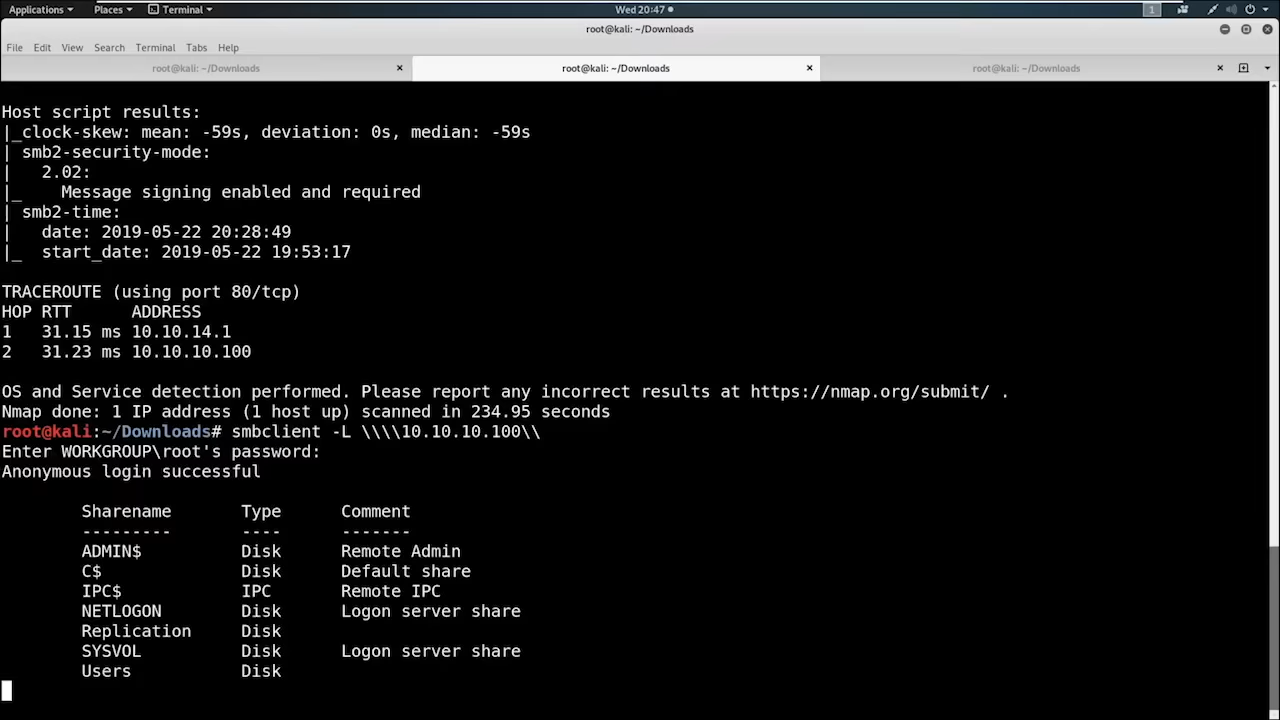 Applications Places Terminal Wed 20:47 1
root@kali: ~/Downloads
File Edit View Search Terminal Tabs Help
root@kali: ~/Downloads root@kali: ~/Downloads root@kali: ~/Downloads
Host script results:
|_clock-skew: mean: -59s, deviation: 0s, median: -59s
| smb2-security-mode:
|   2.02:
|_    Message signing enabled and required
| smb2-time:
|   date: 2019-05-22 20:28:49
|_  start_date: 2019-05-22 19:53:17
TRACEROUTE (using port 80/tcp)
HOP RTT      ADDRESS
1   31.15 ms 10.10.14.1
2   31.23 ms 10.10.10.100
OS and Service detection performed. Please report any incorrect results at https://nmap.org/submit/ .
Nmap done: 1 IP address (1 host up) scanned in 234.95 seconds
root@kali:~/Downloads# smbclient -L \\\\10.10.10.100\\
Enter WORKGROUP\root's password:
Anonymous login successful
Sharename       Type      Comment
---------       ----      -------
ADMIN$          Disk      Remote Admin
C$              Disk      Default share
IPC$            IPC       Remote IPC
NETLOGON        Disk      Logon server share
Replication     Disk
SYSVOL          Disk      Logon server share
Users           Disk